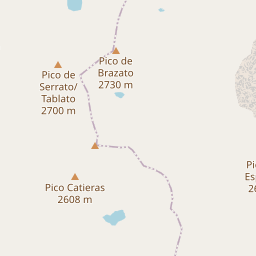 Pico de
Brazato
2730 m
Pico de
Serrato/
Tablato
2700 m
Pico Catieras
2608 m